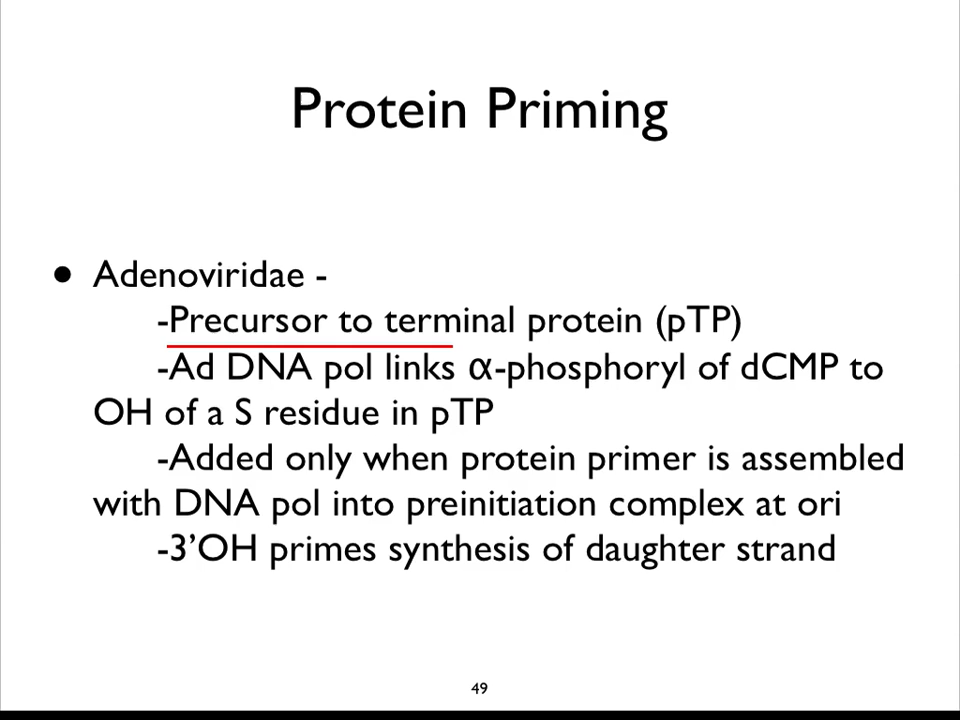 Protein Priming
• Adenoviridae -
-Precursor to terminal protein (pTP)
-Ad DNA pol links α-phosphoryl of dCMP to
OH of a S residue in pTP
-Added only when protein primer is assembled
with DNA pol into preinitiation complex at ori
-3’OH primes synthesis of daughter strand
49